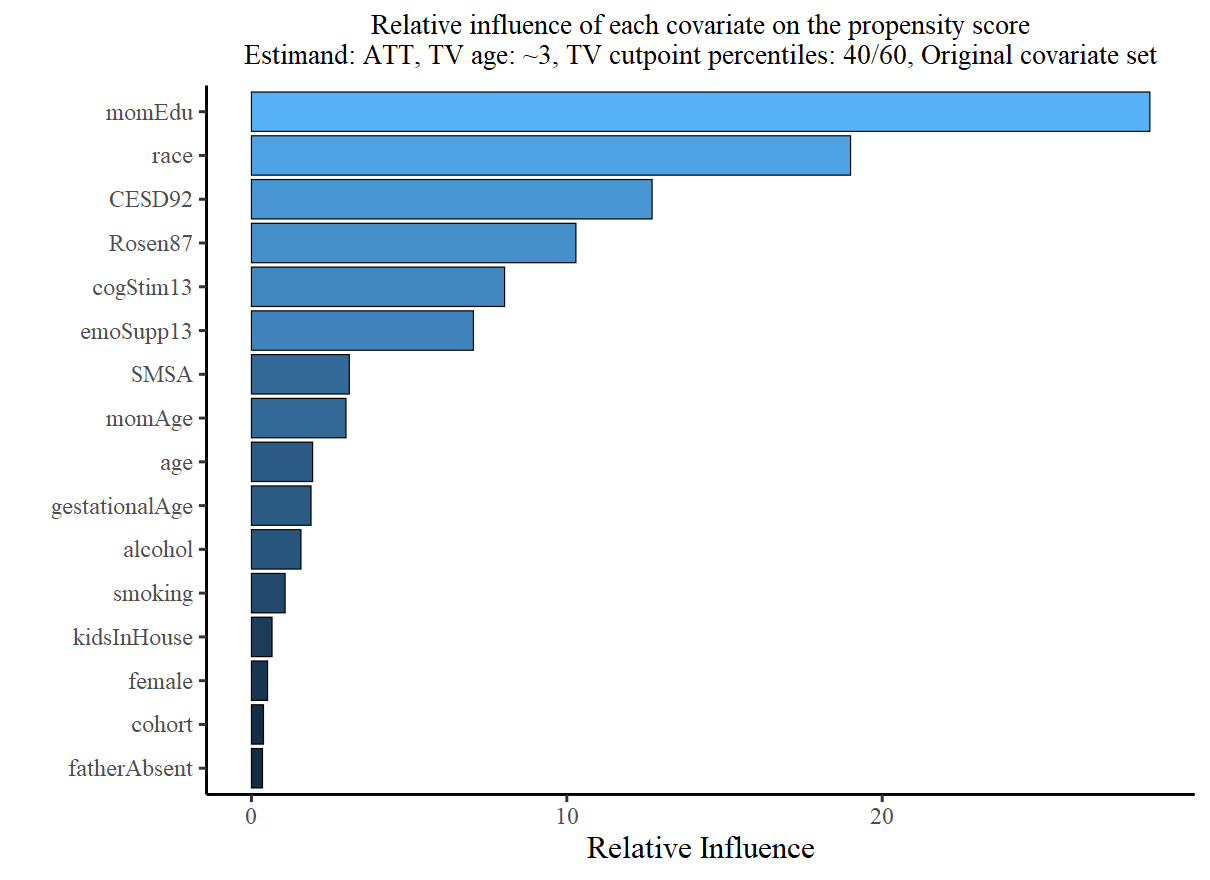 Relative influence of each covariate on the propensity score
Estimand: ATT, TV age: ~3, TV cutpoint percentiles: 40/60, Original covariate set
momEdu
race
CESD92
Rosen87
cogStim13
emoSupp13
SMSA
momAge
age
gestationalAge
alcohol
smoking
kidsInHouse
female
cohort
fatherAbsent
0 10 20
Relative Influence